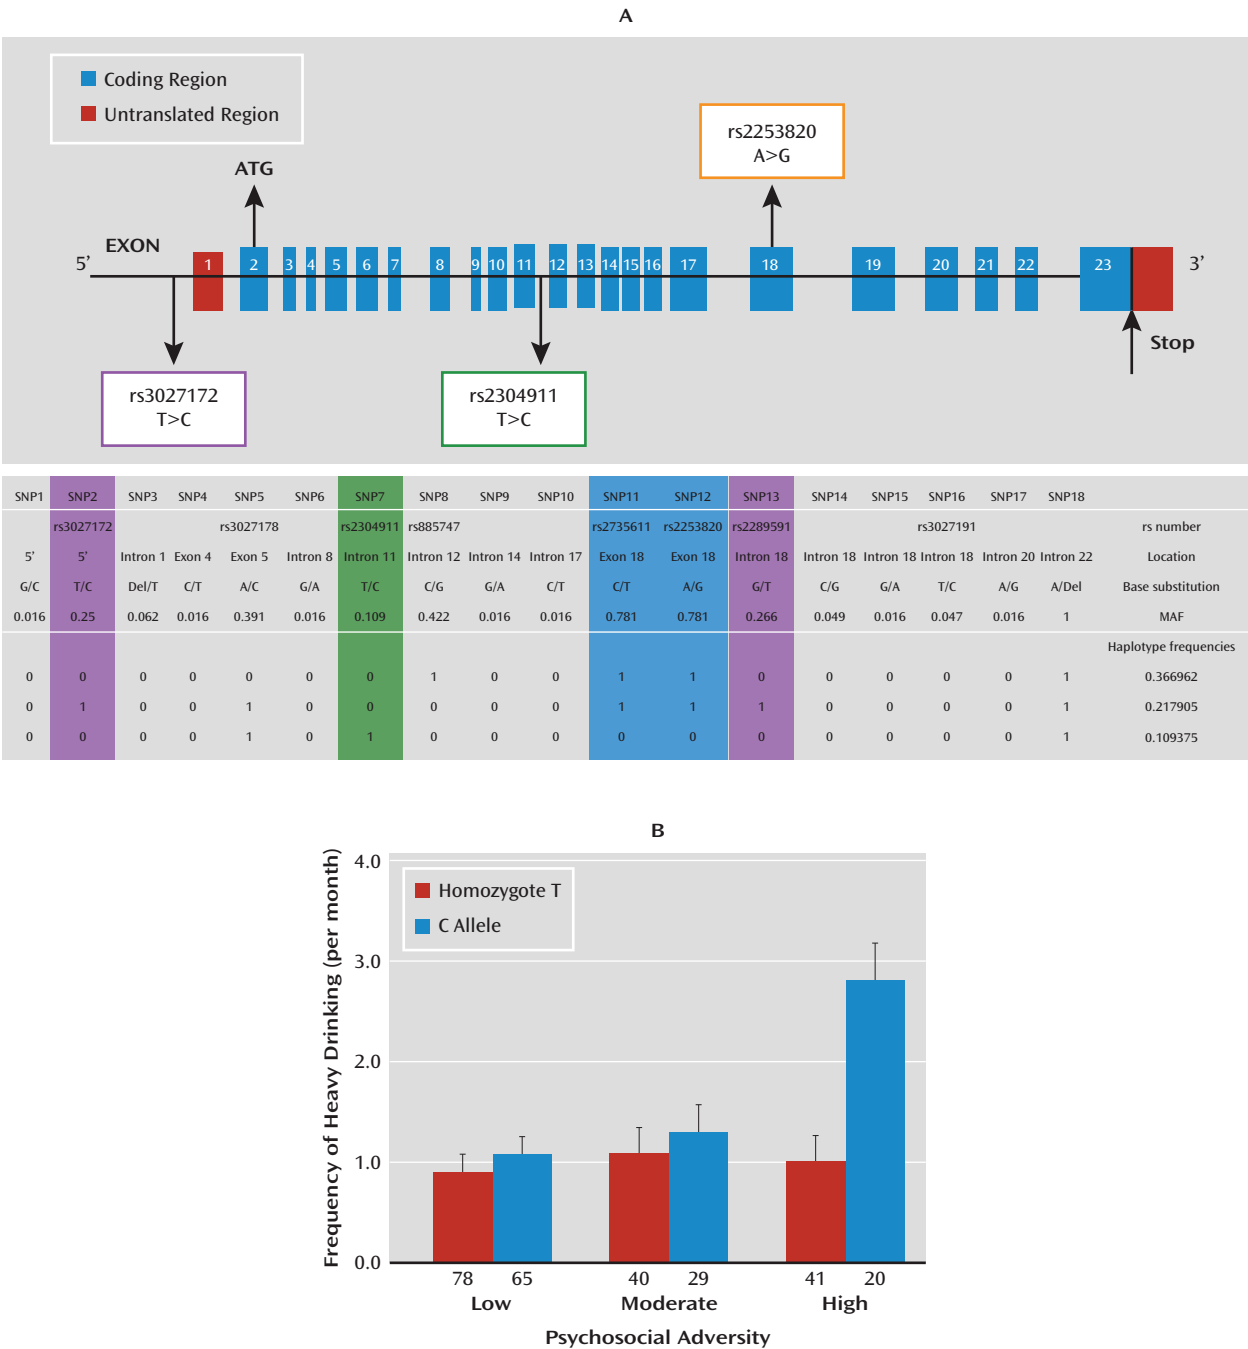 A
Coding Region
Untranslated Region
rs2253820
A>G
ATG
EXON
5’
1 2 3 4 5 6 7 8 9 10 11 12 13 14 15 16 17 18 19 20 21 22 23
3’
Stop
rs3027172
T>C
rs2304911
T>C
SNP1 SNP2 SNP3 SNP4 SNP5 SNP6 SNP7 SNP8 SNP9 SNP10 SNP11 SNP12 SNP13 SNP14 SNP15 SNP16 SNP17 SNP18
rs3027172 rs3027178 rs2304911 rs885747 rs2735611 rs2253820 rs2289591 rs3027191 rs number
5’ 5’ Intron 1 Exon 4 Exon 5 Intron 8 Intron 11 Intron 12 Intron 14 Intron 17 Exon 18 Exon 18 Intron 18 Intron 18 Intron 18 Intron 18 Intron 20 Intron 22 Location
G/C T/C Del/T C/T A/C G/A T/C C/G G/A C/T C/T A/G G/T C/G G/A T/C A/G A/Del Base substitution
0.016 0.25 0.062 0.016 0.391 0.016 0.109 0.422 0.016 0.016 0.781 0.781 0.266 0.049 0.016 0.047 0.016 1 MAF
Haplotype frequencies
0 0 0 0 0 0 0 1 0 0 1 1 0 0 0 0 0 1 0.366962
0 1 0 0 1 0 0 0 0 0 1 1 1 0 0 0 0 1 0.217905
0 0 0 0 1 0 1 0 0 0 0 0 0 0 0 0 0 1 0.109375
B
Frequency of Heavy Drinking (per month)
4.0
3.0
2.0
1.0
0.0
Homozygote T
C Allele
78 65 40 29 41 20
Low Moderate High
Psychosocial Adversity